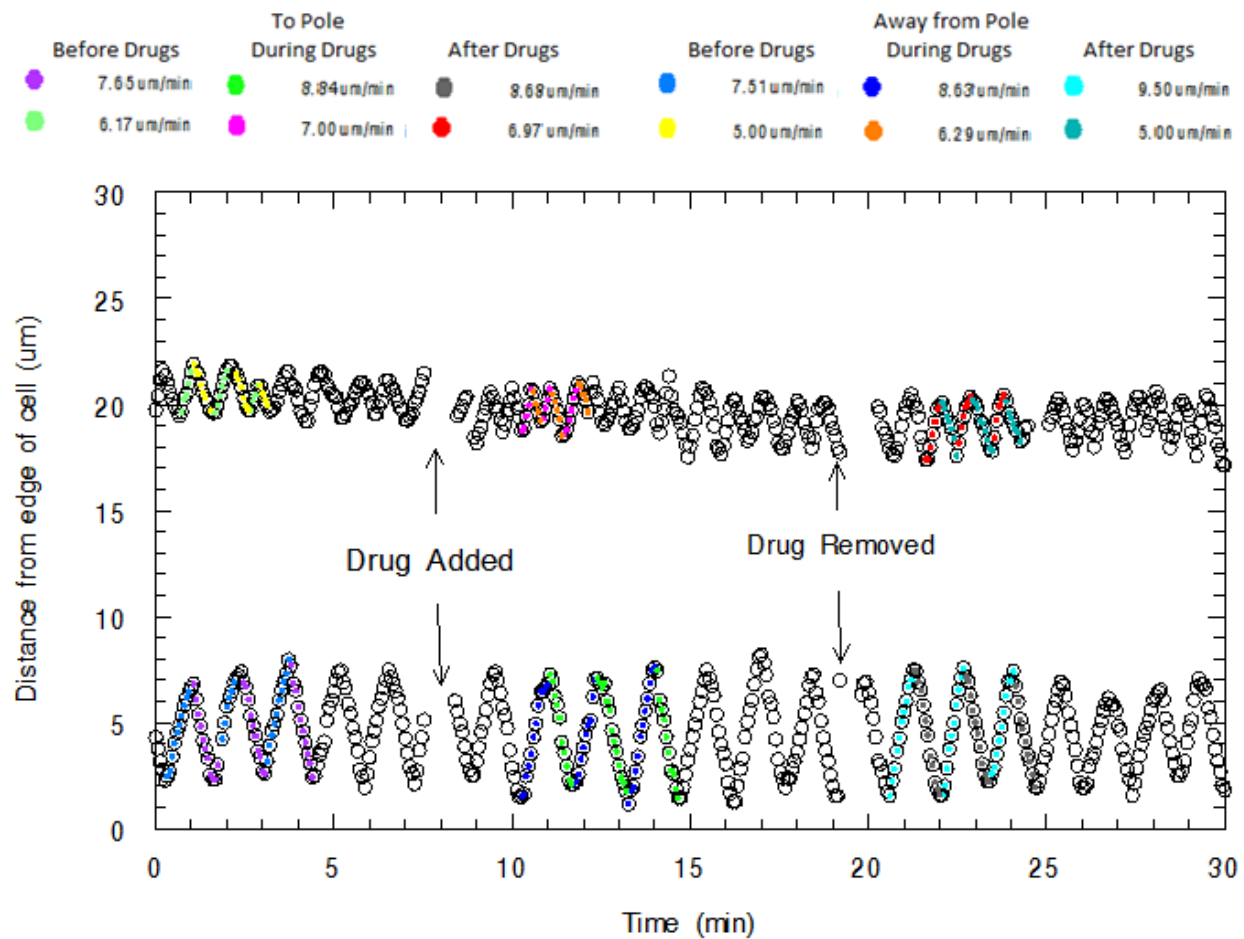 To Pole Away from Pole
Before Drugs During Drugs After Drugs Before Drugs During Drugs After Drugs
7.65 um/min 8.84 um/min 8.68 um/min 7.51 um/min 8.63 um/min 9.50 um/min
6.17 um/min 7.00 um/min 6.97 um/min 5.00 um/min 6.29 um/min 5.00 um/min
30
25
20
15
10
5
0
Distance from edge of cell (um)
Drug Added
Drug Removed
0 5 10 15 20 25 30
Time (min)